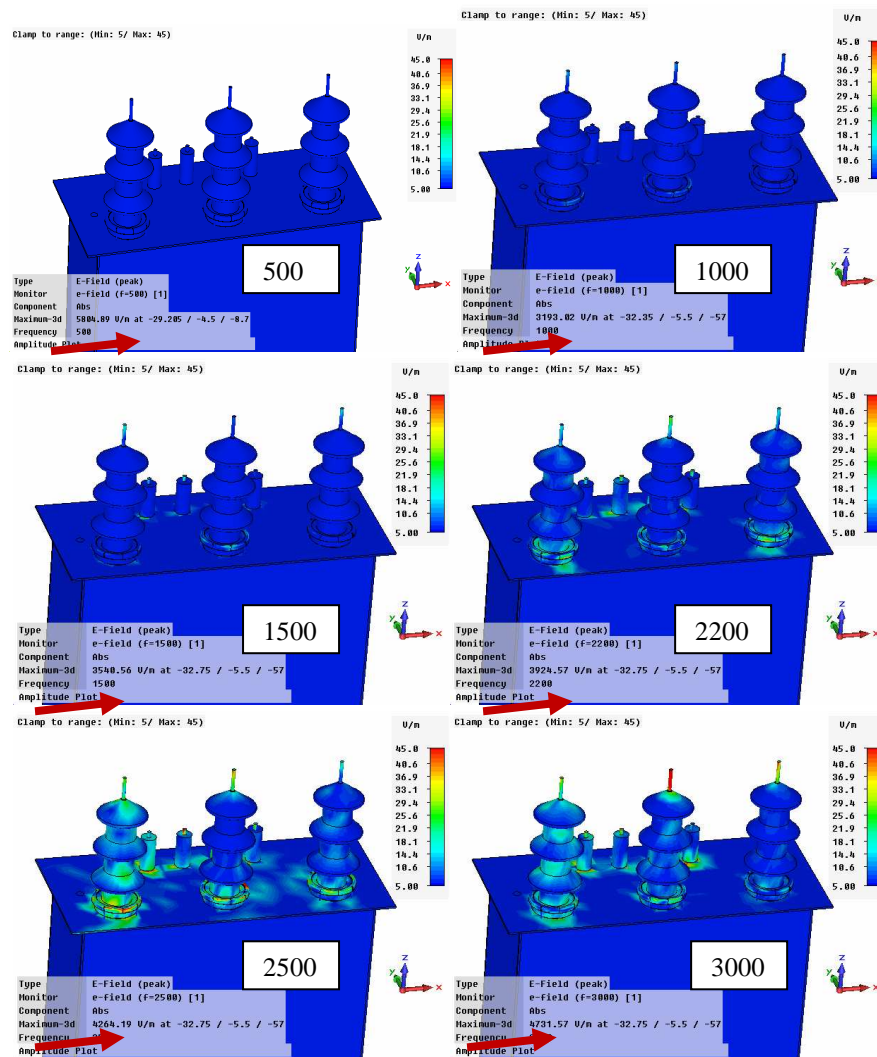 Clamp to range: (Min: 5/ Max: 45)
V/m
45.0
40.6
36.9
33.1
29.4
25.6
21.9
18.1
14.4
10.6
5.00
500
z
y
x
Type E-Field (peak)
Monitor e-field (f=500) [1]
Component Abs
Maximum-3d 5804.89 V/m at -29.205 / -4.5 / -8.7
Frequency 500
Amplitude Plot
Clamp to range: (Min: 5/ Max: 45)
V/m
45.0
40.6
36.9
33.1
29.4
25.6
21.9
18.1
14.4
10.6
5.00
1000
z
y
x
Type E-Field (peak)
Monitor e-field (f=1000) [1]
Component Abs
Maximum-3d 3193.02 V/m at -32.35 / -5.5 / -57
Frequency 1000
Amplitude Plot
Clamp to range: (Min: 5/ Max: 45)
V/m
45.0
40.6
36.9
33.1
29.4
25.6
21.9
18.1
14.4
10.6
5.00
1500
z
y
x
Type E-Field (peak)
Monitor e-field (f=1500) [1]
Component Abs
Maximum-3d 3540.56 V/m at -32.75 / -5.5 / -57
Frequency 1500
Amplitude Plot
Clamp to range: (Min: 5/ Max: 45)
V/m
45.0
40.6
36.9
33.1
29.4
25.6
21.9
18.1
14.4
10.6
5.00
2200
z
y
x
Type E-Field (peak)
Monitor e-field (f=2200) [1]
Component Abs
Maximum-3d 3924.57 V/m at -32.75 / -5.5 / -57
Frequency 2200
Amplitude Plot
Clamp to range: (Min: 5/ Max: 45)
V/m
45.0
40.6
36.9
33.1
29.4
25.6
21.9
18.1
14.4
10.6
5.00
2500
z
y
x
Type E-Field (peak)
Monitor e-field (f=2500) [1]
Component Abs
Maximum-3d 4264.19 V/m at -32.75 / -5.5 / -57
Frequency
Amplitude Plot
Clamp to range: (Min: 5/ Max: 45)
V/m
45.0
40.6
36.9
33.1
29.4
25.6
21.9
18.1
14.4
10.6
5.00
3000
z
y
x
Type E-Field (peak)
Monitor e-field (f=3000) [1]
Component Abs
Maximum-3d 4731.57 V/m at -32.75 / -5.5 / -57
Frequency
Amplitude Plot